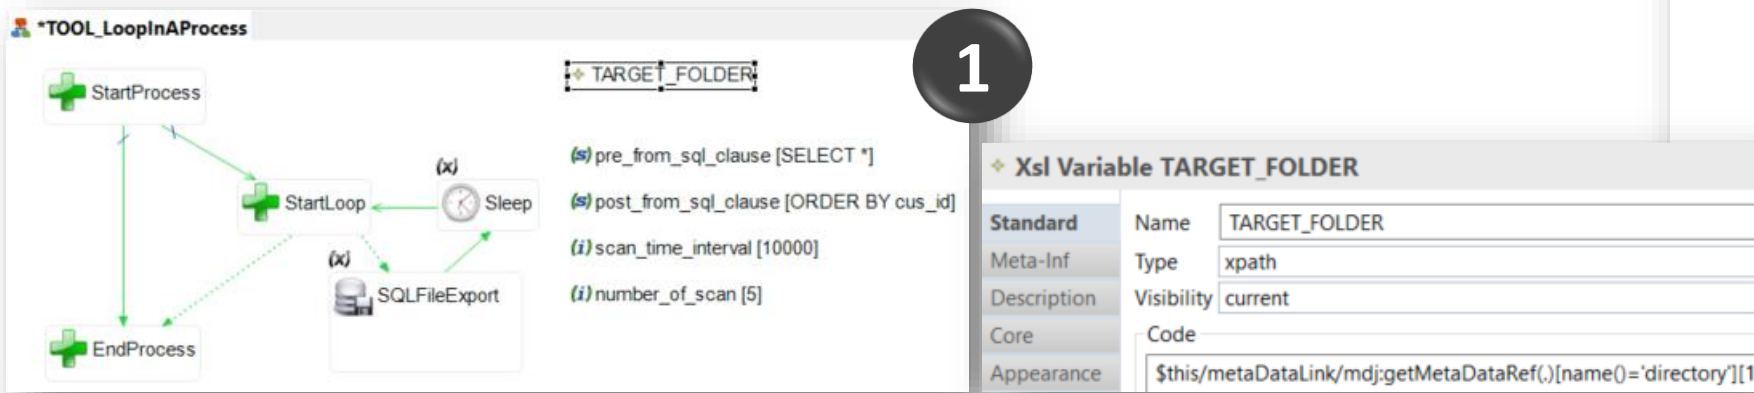 *TOOL_LoopInAProcess
StartProcess
TARGET_FOLDER
1
(x)
(s) pre_from_sql_clause [SELECT *]
StartLoop
Sleep
(s) post_from_sql_clause [ORDER BY cus_id]
(i) scan_time_interval [10000]
(x)
SQLFileExport
(i) number_of_scan [5]
EndProcess
Xsl Variable TARGET_FOLDER
Standard
Meta-Inf
Description
Core
Appearance
Name TARGET_FOLDER
Type xpath
Visibility current
Code
$this/metaDataLink/mdj:getMetaDataRef(.)[name()='directory'][1